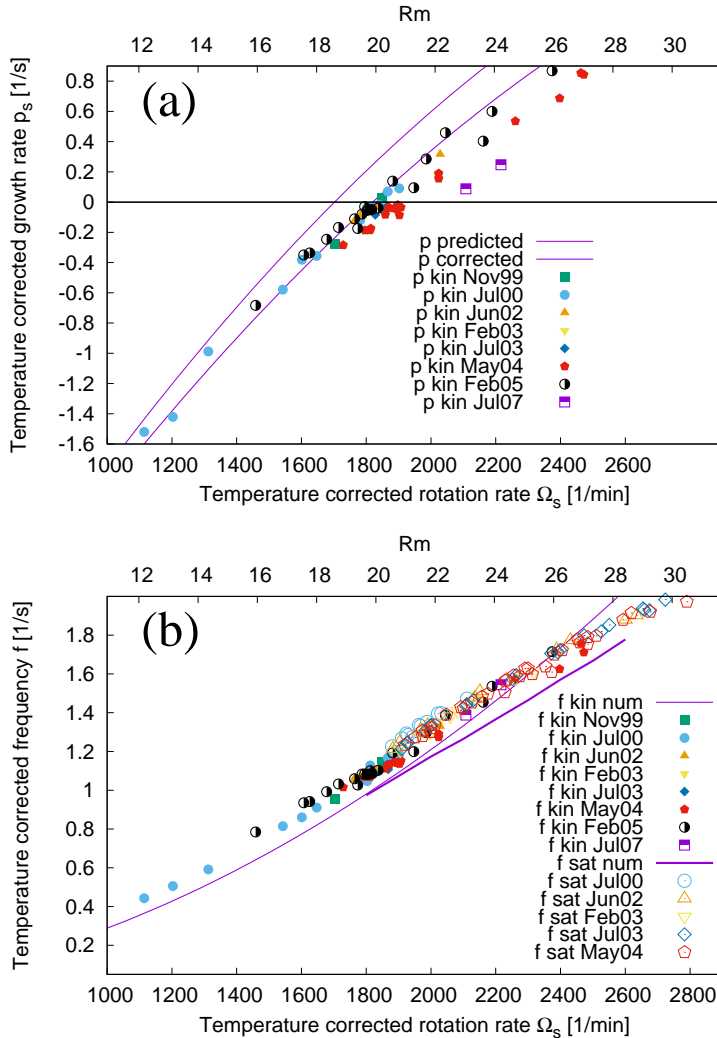 Rm
12 14 16 18 20 22 24 26 28 30
(a)
Temperature corrected growth rate p_s [1/s]
0.8
0.6
0.4
0.2
0
-0.2
-0.4
-0.6
-0.8
-1
-1.2
-1.4
-1.6
p predicted
p corrected
p kin Nov99
p kin Jul00
p kin Jun02
p kin Feb03
p kin Jul03
p kin May04
p kin Feb05
p kin Jul07
1000 1200 1400 1600 1800 2000 2200 2400 2600
Temperature corrected rotation rate Ω_s [1/min]
Rm
12 14 16 18 20 22 24 26 28 30
(b)
Temperature corrected frequency f [1/s]
1.8
1.6
1.4
1.2
1
0.8
0.6
0.4
0.2
f kin num
f kin Nov99
f kin Jul00
f kin Jun02
f kin Feb03
f kin Jul03
f kin May04
f kin Feb05
f kin Jul07
f sat num
f sat Jul00
f sat Jun02
f sat Feb03
f sat Jul03
f sat May04
1000 1200 1400 1600 1800 2000 2200 2400 2600 2800
Temperature corrected rotation rate Ω_s [1/min]